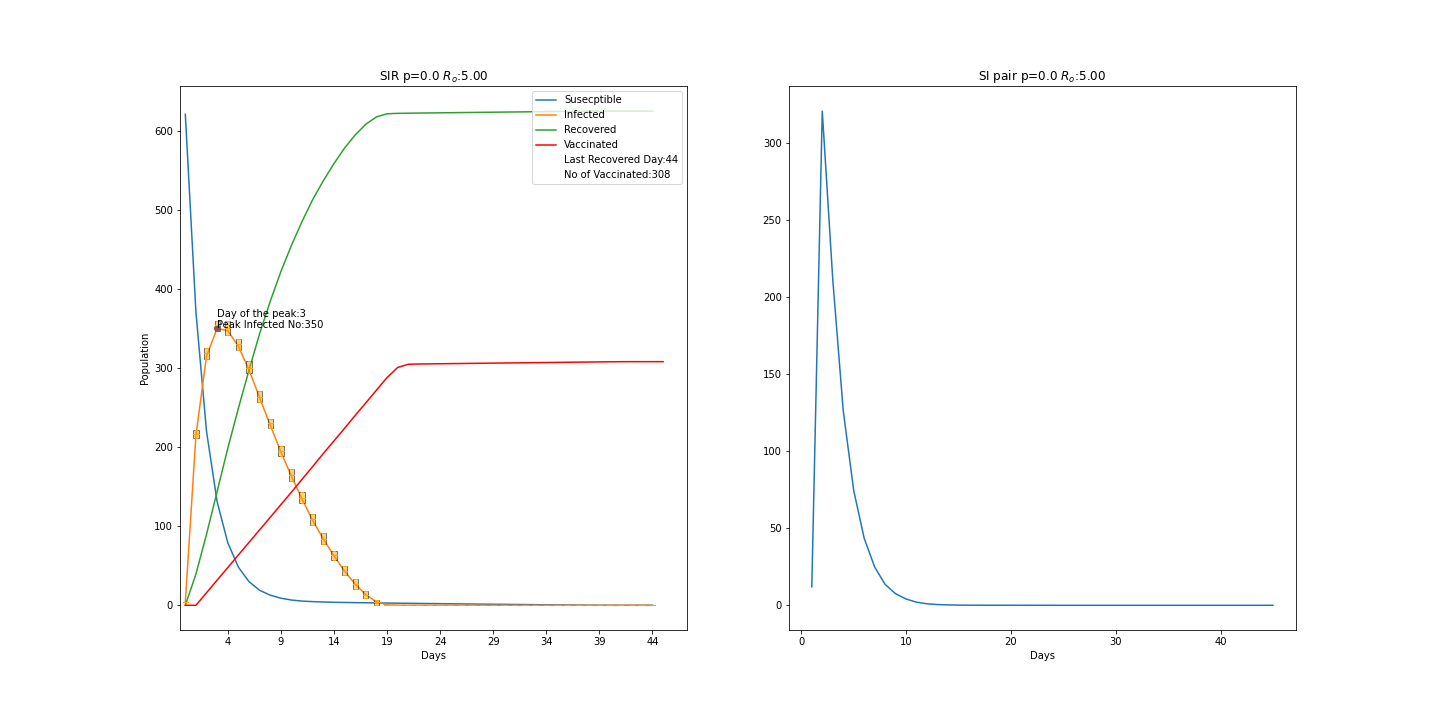 SIR p=0.0 Rₒ:5.00
Susecptible
Infected
Recovered
Vaccinated
Last Recovered Day:44
No of Vaccinated:308
Day of the peak:3
Peak Infected No:350
Population
600
500
400
300
200
100
0
4 9 14 19 24 29 34 39 44
Days
SI pair p=0.0 Rₒ:5.00
300
250
200
150
100
50
0
0 10 20 30 40
Days